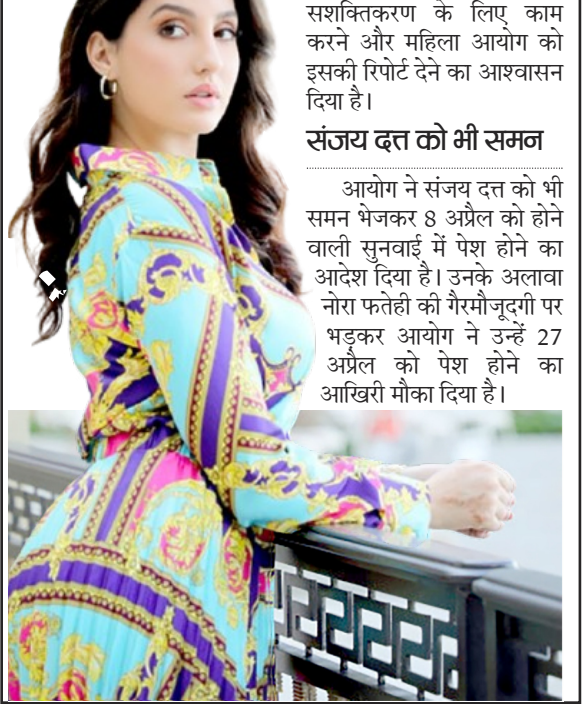 सशक्तिकरण के लिए काम
करने और महिला आयोग को
इसकी रिपोर्ट देने का आश्वासन
दिया है।
संजय दत्त को भी समन
आयोग ने संजय दत्त को भी
समन भेजकर 8 अप्रैल को होने
वाली सुनवाई में पेश होने का
आदेश दिया है। उनके अलावा
नोरा फतेही की गैरमौजूदगी पर
भड़कर आयोग ने उन्हें 27
अप्रैल को पेश होने का
आखिरी मौका दिया है।